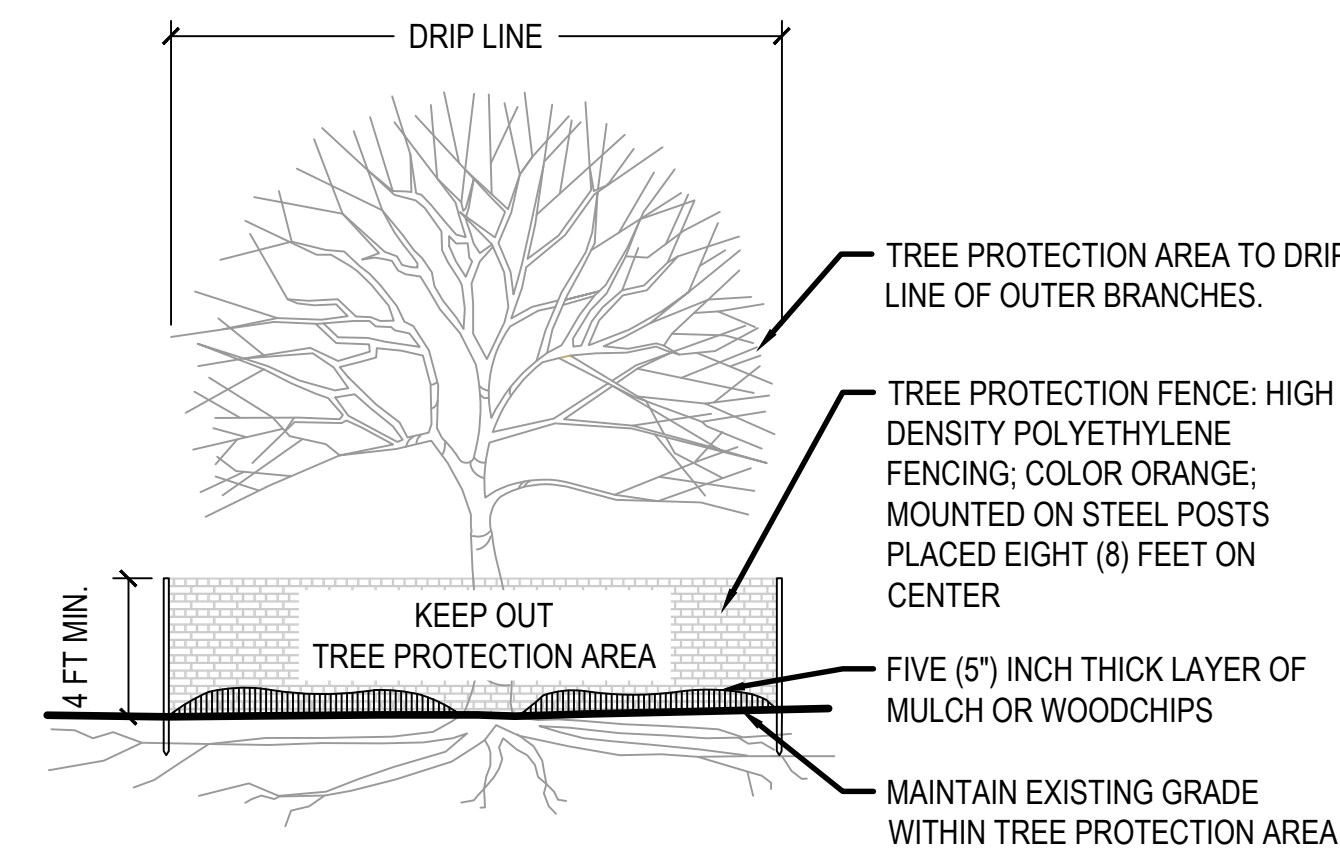 DRIP LINE
TREE PROTECTION AREA TO DRIP
LINE OF OUTER BRANCHES.
TREE PROTECTION FENCE: HIGH
DENSITY POLYETHYLENE
FENCING; COLOR ORANGE;
MOUNTED ON STEEL POSTS
PLACED EIGHT (8) FEET ON
CENTER
4 FT MIN.
KEEP OUT
TREE PROTECTION AREA
FIVE (5") INCH THICK LAYER OF
MULCH OR WOODCHIPS
MAINTAIN EXISTING GRADE
WITHIN TREE PROTECTION AREA